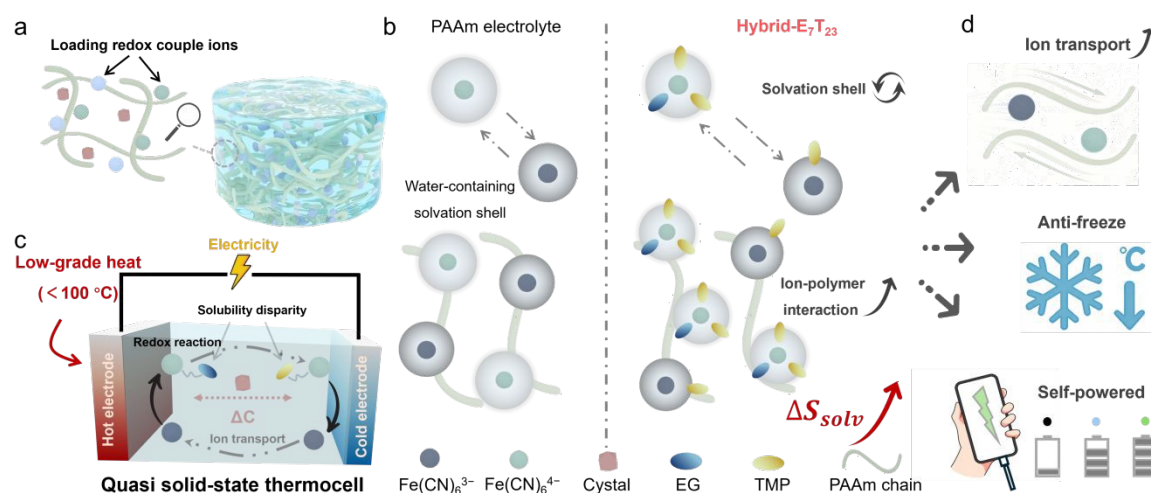 a
Loading redox couple ions
b
PAAm electrolyte
Water-containing
solvation shell
Hybrid-E₇T₂₃
Solvation shell
Ion-polymer
interaction
ΔS_solv
c
Low-grade heat
(＜100 °C)
Electricity
Solubility disparity
Redox reaction
Hot electrode
ΔC
Ion transport
Cold electrode
Quasi solid-state thermocell
d
Ion transport
Anti-freeze
°C
Self-powered
Fe(CN)₆³⁻
Fe(CN)₆⁴⁻
Cystal
EG
TMP
PAAm chain